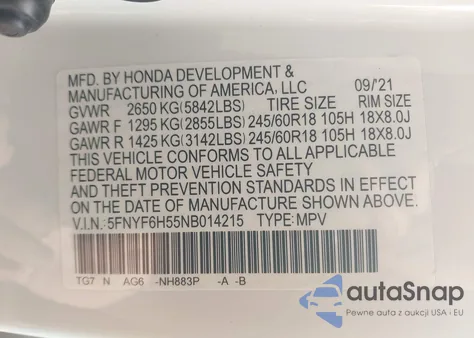 MFD. BY HONDA DEVELOPMENT &
MANUFACTURING OF AMERICA, LLC 09/'21
GVWR 2650 KG(5842LBS) TIRE SIZE RIM SIZE
GAWR F 1295 KG(2855LBS) 245/60R18 105H 18X8.0J
GAWR R 1425 KG(3142LBS) 245/60R18 105H 18X8.0J
THIS VEHICLE CONFORMS TO ALL APPLICABLE
FEDERAL MOTOR VEHICLE SAFETY
AND THEFT PREVENTION STANDARDS IN EFFECT
ON THE DATE OF MANUFACTURE SHOWN ABOVE.
V.I.N.: 5FNYF6H55NB014215 TYPE: MPV
TG7 N AG6 -NH883P -A -B
autoSnap
Pewne auta z aukcji USA - EU